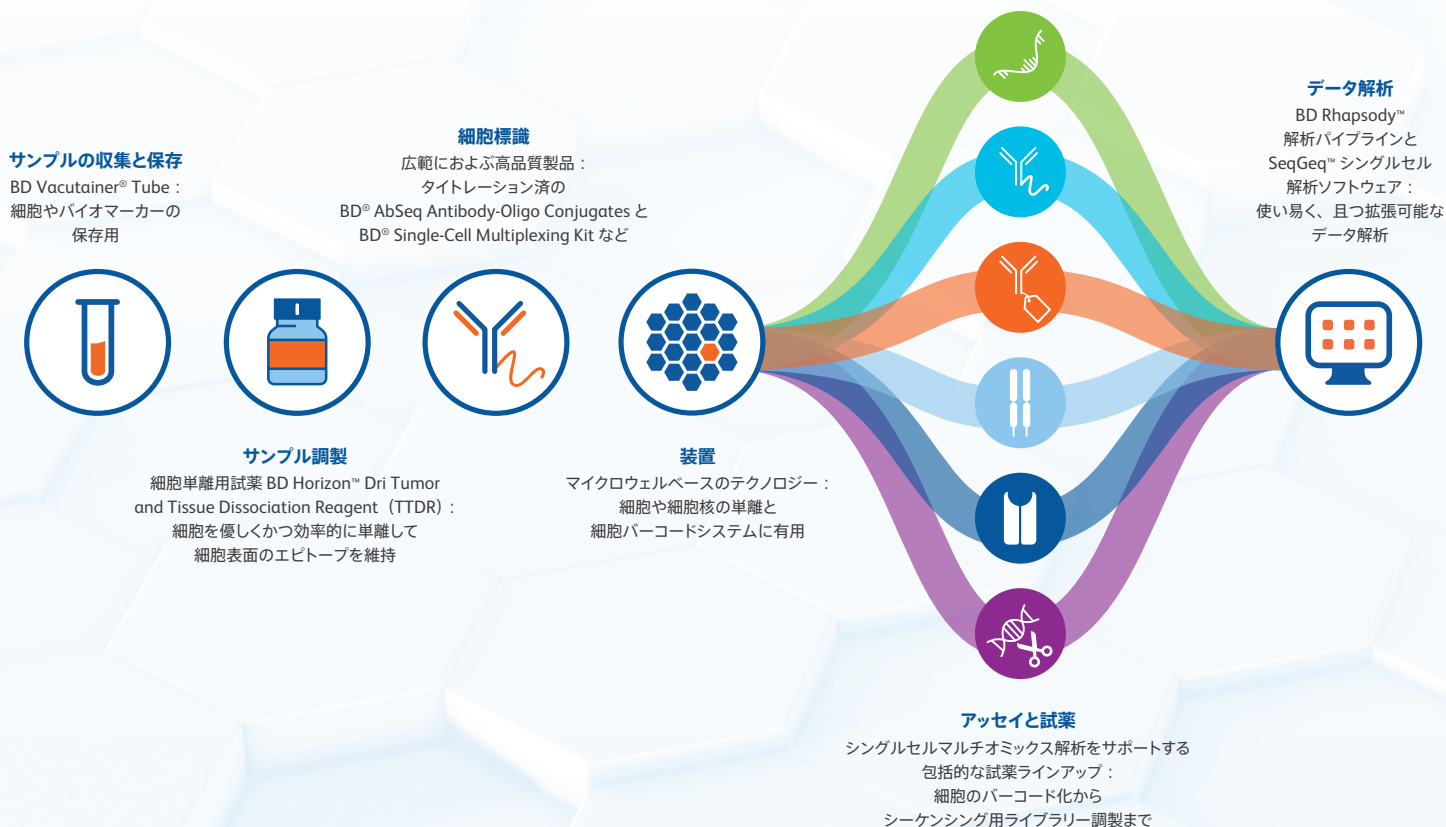 サンプルの収集と保存
BD Vacutainer® Tube：
細胞やバイオマーカーの
保存用
サンプル調製
細胞単離用試薬 BD Horizon™ Dri Tumor
and Tissue Dissociation Reagent（TTDR）：
細胞を優しくかつ効率的に単離して
細胞表面のエピトープを維持
細胞標識
広範におよぶ高品質製品：
タイトレーション済の
BD® AbSeq Antibody-Oligo Conjugates と
BD® Single-Cell Multiplexing Kit など
装置
マイクロウェルベースのテクノロジー：
細胞や細胞核の単離と
細胞バーコードシステムに有用
アッセイと試薬
シングルセルマルチオミックス解析をサポートする
包括的な試薬ラインアップ：
細胞のバーコード化から
シーケンシング用ライブラリー調製まで
データ解析
BD Rhapsody™
解析パイプラインと
SeqGeq™ シングルセル
解析ソフトウェア：
使い易く、且つ拡張可能な
データ解析